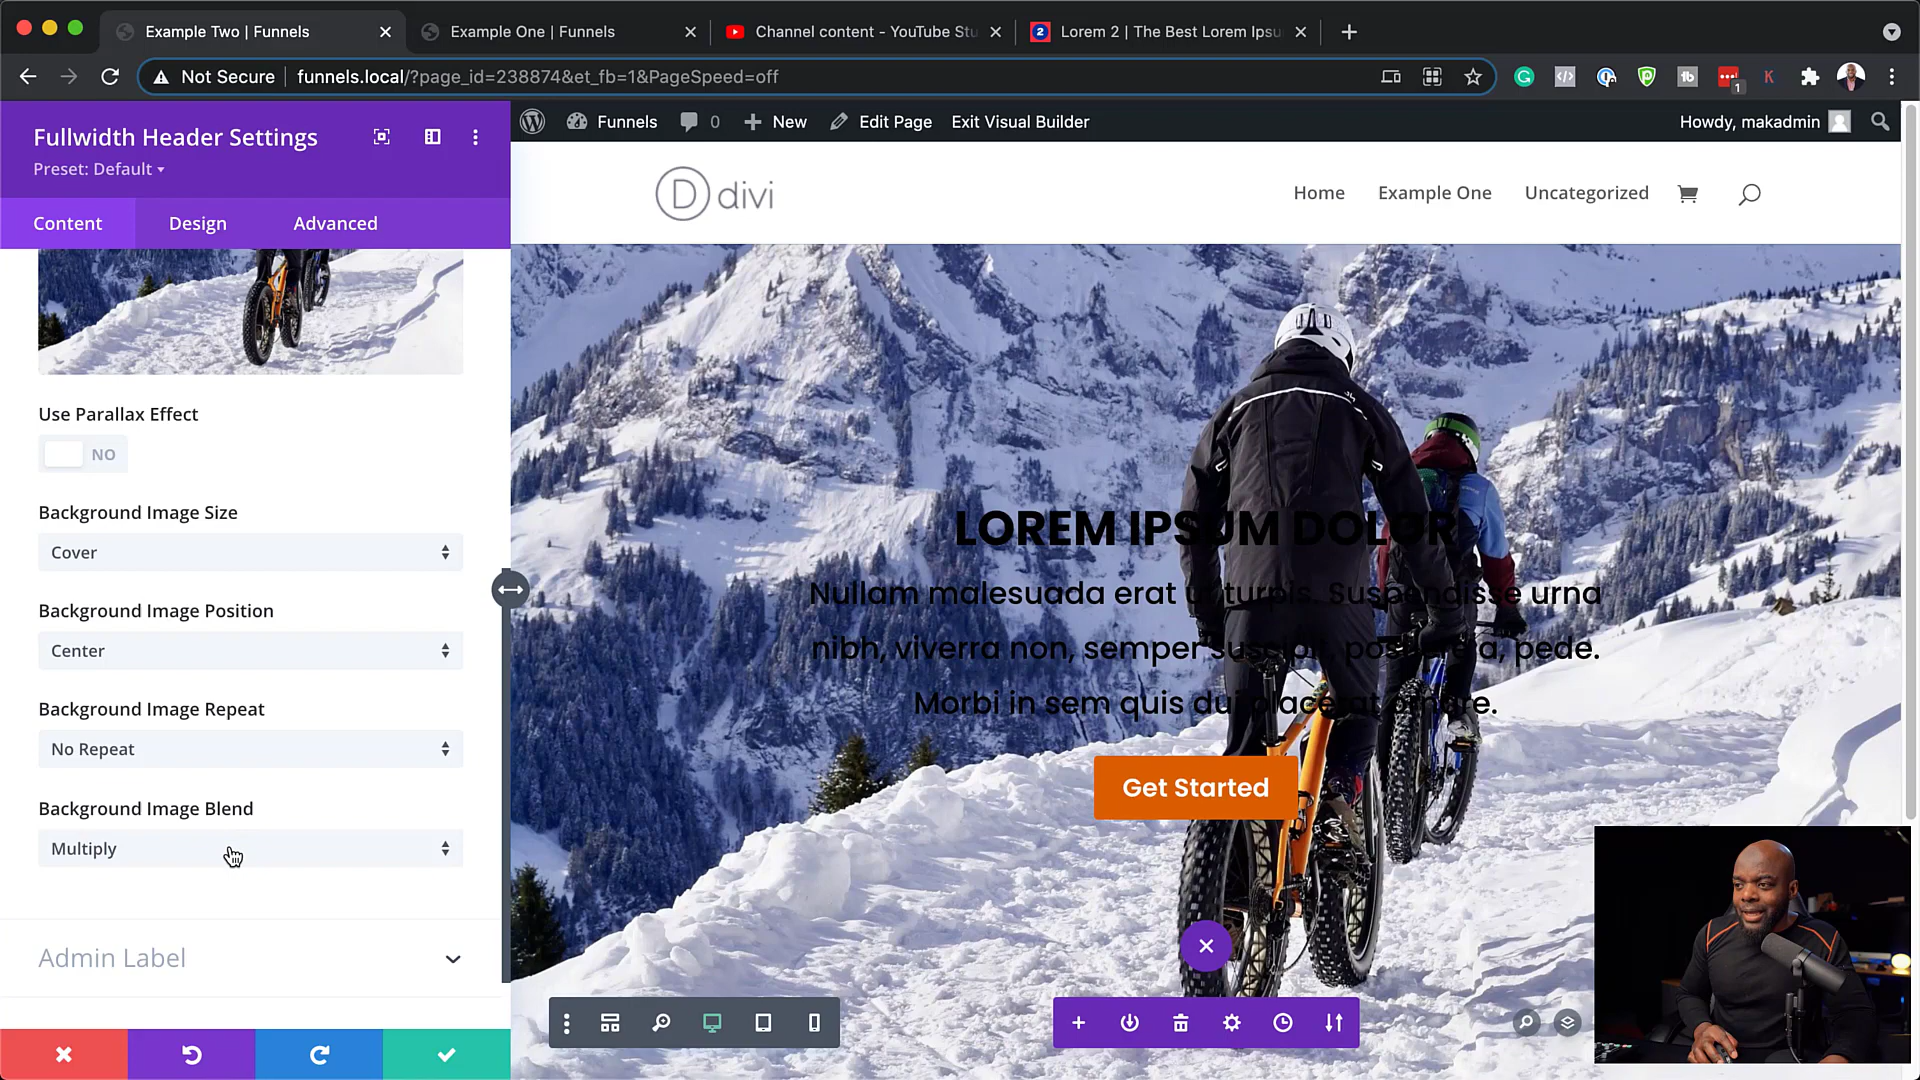 Example Two | Funnels
Example One | Funnels
Channel content - YouTube Stu
Lorem 2 | The Best Lorem Ipsu
Not Secure
funnels.local/?page_id=238874&et_fb=1&PageSpeed=off
1
Fullwidth Header Settings
Preset: Default
Content
Design
Advanced
Use Parallax Effect
NO
Background Image Size
Cover
Background Image Position
Center
Background Image Repeat
No Repeat
Background Image Blend
Multiply
Admin Label
Funnels
0
New
Edit Page
Exit Visual Builder
Howdy, makadmin
D divi
Home
Example One
Uncategorized
LOREM IPSUM DOLOR
Nullam malesuada erat ut turpis. Suspendisse urna
nibh, viverra non, semper suscipit, posuere a, pede.
Morbi in sem quis dui placerat ornare.
Get Started